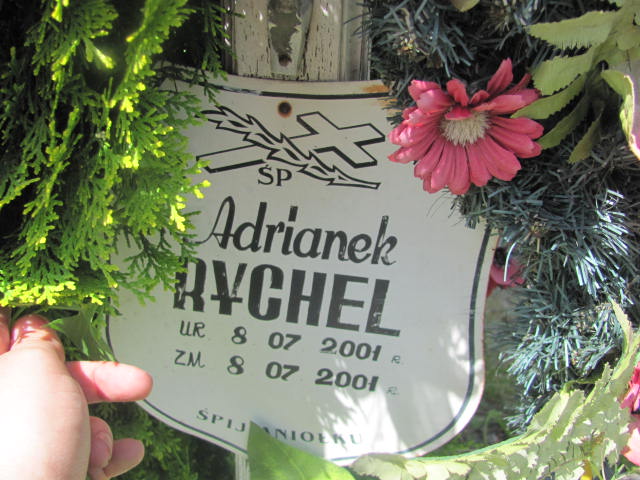 ŚP
Adrianek
RYCHEL
UR 8 07 2001 R.
ZM 8 07 2001 R.
ŚPIJ ANIOŁKU